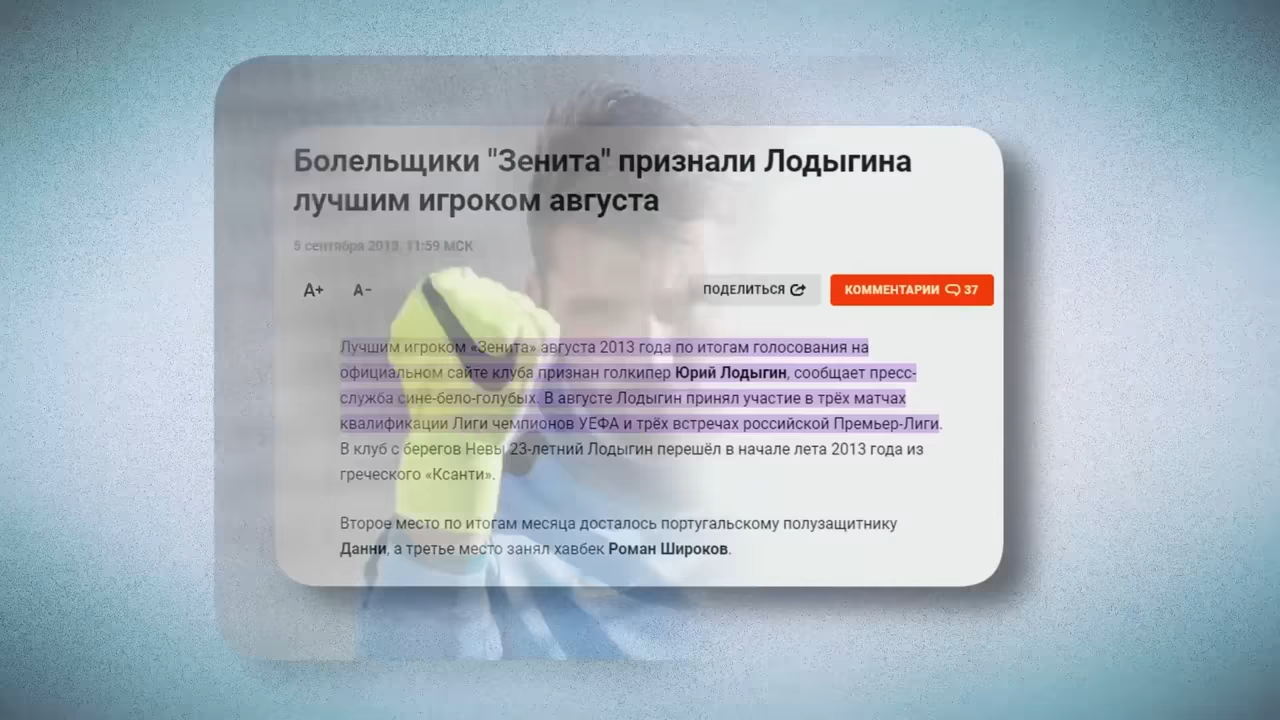 Болельщики "Зенита" признали Лодыгина
лучшим игроком августа
5 сентября 2013, 11:59 МСК
A+ A−
ПОДЕЛИТЬСЯ
КОММЕНТАРИИ 37
Лучшим игроком «Зенита» августа 2013 года по итогам голосования на
официальном сайте клуба признан голкипер Юрий Лодыгин, сообщает пресс-
служба сине-бело-голубых. В августе Лодыгин принял участие в трёх матчах
квалификации Лиги чемпионов УЕФА и трёх встречах российской Премьер-Лиги.
В клуб с берегов Невы 23-летний Лодыгин перешёл в начале лета 2013 года из
греческого «Ксанти».
Второе место по итогам месяца досталось португальскому полузащитнику
Данни, а третье место занял хавбек Роман Широков.